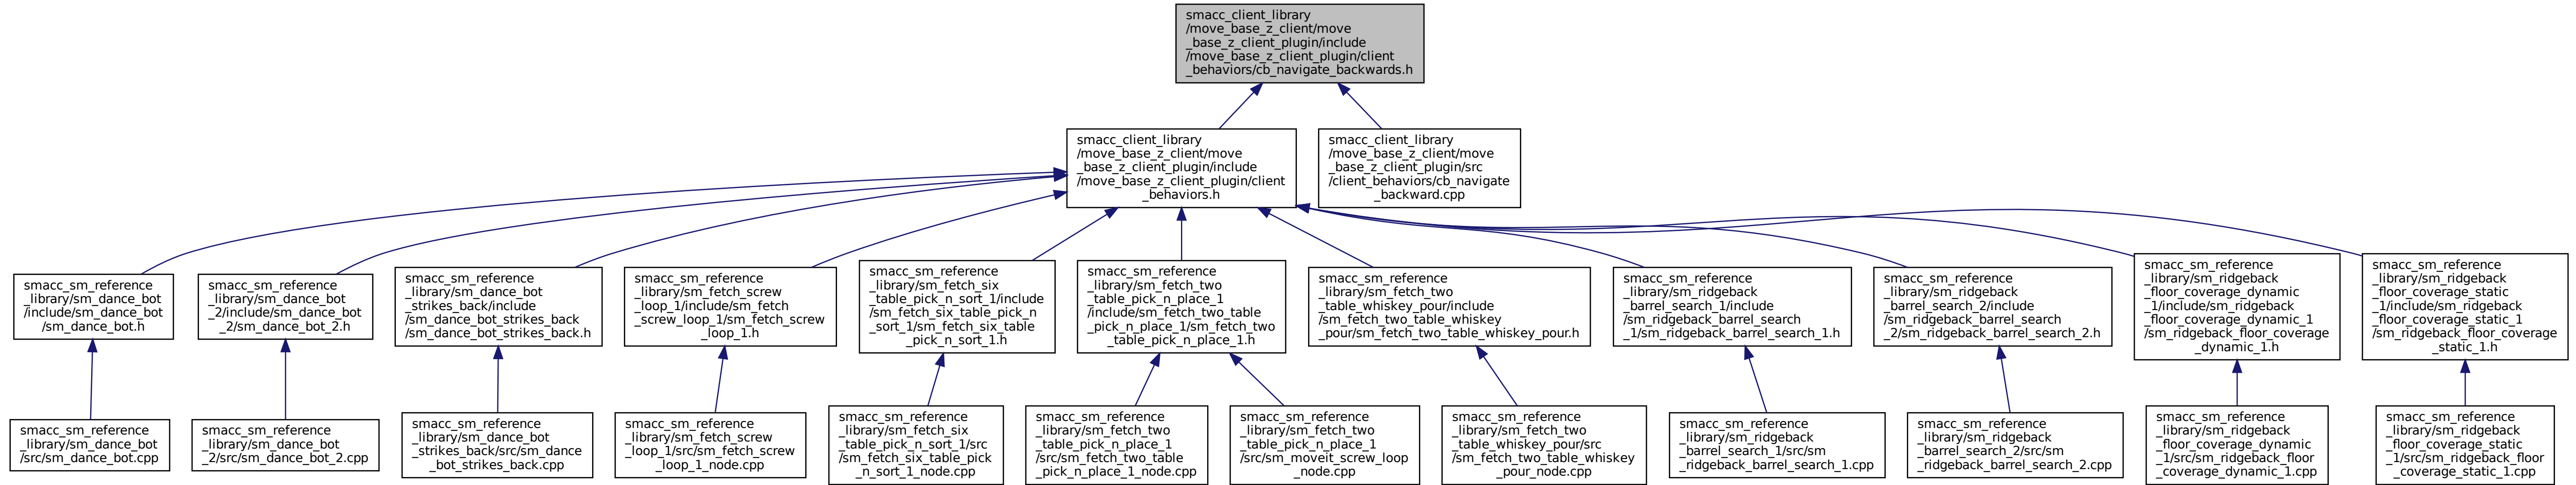 smacc_client_library
/move_base_z_client/move
_base_z_client_plugin/include
/move_base_z_client_plugin/client
_behaviors/cb_navigate_backwards.h
smacc_client_library
/move_base_z_client/move
_base_z_client_plugin/include
/move_base_z_client_plugin/client
_behaviors.h
smacc_client_library
/move_base_z_client/move
_base_z_client_plugin/src
/client_behaviors/cb_navigate
_backward.cpp
smacc_sm_reference
_library/sm_dance_bot
/include/sm_dance_bot
/sm_dance_bot.h
smacc_sm_reference
_library/sm_dance_bot
_2/include/sm_dance_bot
_2/sm_dance_bot_2.h
smacc_sm_reference
_library/sm_dance_bot
_strikes_back/include
/sm_dance_bot_strikes_back
/sm_dance_bot_strikes_back.h
smacc_sm_reference
_library/sm_fetch_screw
_loop_1/include/sm_fetch
_screw_loop_1/sm_fetch_screw
_loop_1.h
smacc_sm_reference
_library/sm_fetch_six
_table_pick_n_sort_1/include
/sm_fetch_six_table_pick_n
_sort_1/sm_fetch_six_table
_pick_n_sort_1.h
smacc_sm_reference
_library/sm_fetch_two
_table_pick_n_place_1
/include/sm_fetch_two_table
_pick_n_place_1/sm_fetch_two
_table_pick_n_place_1.h
smacc_sm_reference
_library/sm_fetch_two
_table_whiskey_pour/include
/sm_fetch_two_table_whiskey
_pour/sm_fetch_two_table_whiskey_pour.h
smacc_sm_reference
_library/sm_ridgeback
_barrel_search_1/include
/sm_ridgeback_barrel_search
_1/sm_ridgeback_barrel_search_1.h
smacc_sm_reference
_library/sm_ridgeback
_barrel_search_2/include
/sm_ridgeback_barrel_search
_2/sm_ridgeback_barrel_search_2.h
smacc_sm_reference
_library/sm_ridgeback
_floor_coverage_dynamic
_1/include/sm_ridgeback
_floor_coverage_dynamic_1
/sm_ridgeback_floor_coverage
_dynamic_1.h
smacc_sm_reference
_library/sm_ridgeback
_floor_coverage_static
_1/include/sm_ridgeback
_floor_coverage_static_1
/sm_ridgeback_floor_coverage
_static_1.h
smacc_sm_reference
_library/sm_dance_bot
/src/sm_dance_bot.cpp
smacc_sm_reference
_library/sm_dance_bot
_2/src/sm_dance_bot_2.cpp
smacc_sm_reference
_library/sm_dance_bot
_strikes_back/src/sm_dance
_bot_strikes_back.cpp
smacc_sm_reference
_library/sm_fetch_screw
_loop_1/src/sm_fetch_screw
_loop_1_node.cpp
smacc_sm_reference
_library/sm_fetch_six
_table_pick_n_sort_1/src
/sm_fetch_six_table_pick
_n_sort_1_node.cpp
smacc_sm_reference
_library/sm_fetch_two
_table_pick_n_place_1
/src/sm_fetch_two_table
_pick_n_place_1_node.cpp
smacc_sm_reference
_library/sm_fetch_two
_table_pick_n_place_1
/src/sm_moveit_screw_loop
_node.cpp
smacc_sm_reference
_library/sm_fetch_two
_table_whiskey_pour/src
/sm_fetch_two_table_whiskey
_pour_node.cpp
smacc_sm_reference
_library/sm_ridgeback
_barrel_search_1/src/sm
_ridgeback_barrel_search_1.cpp
smacc_sm_reference
_library/sm_ridgeback
_barrel_search_2/src/sm
_ridgeback_barrel_search_2.cpp
smacc_sm_reference
_library/sm_ridgeback
_floor_coverage_dynamic
_1/src/sm_ridgeback_floor
_coverage_dynamic_1.cpp
smacc_sm_reference
_library/sm_ridgeback
_floor_coverage_static
_1/src/sm_ridgeback_floor
_coverage_static_1.cpp